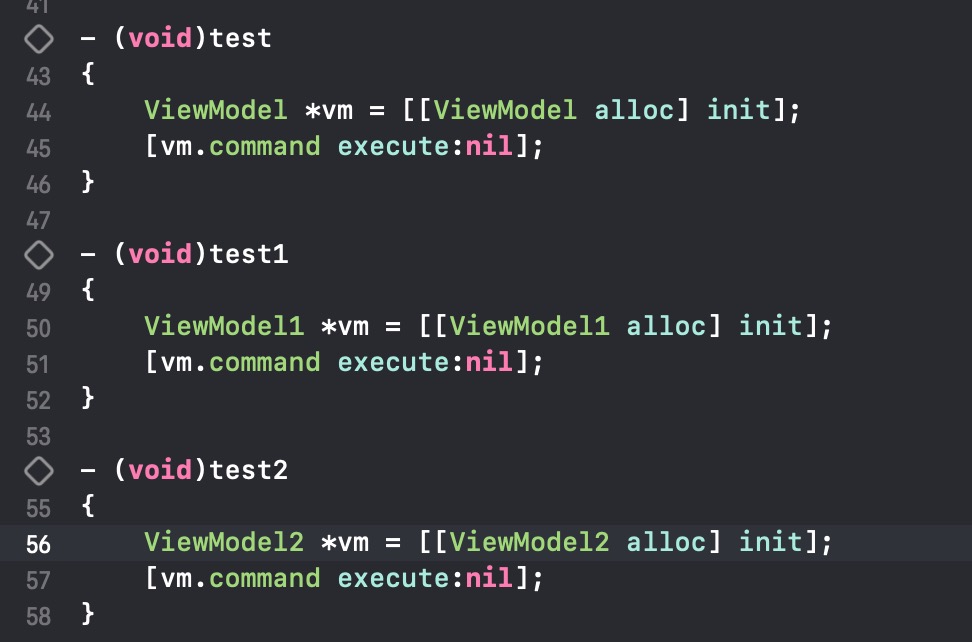 41
- (void)test
43 {
44 ViewModel *vm = [[ViewModel alloc] init];
45 [vm.command execute:nil];
46 }
47
- (void)test1
49 {
50 ViewModel1 *vm = [[ViewModel1 alloc] init];
51 [vm.command execute:nil];
52 }
53
- (void)test2
55 {
56 ViewModel2 *vm = [[ViewModel2 alloc] init];
57 [vm.command execute:nil];
58 }